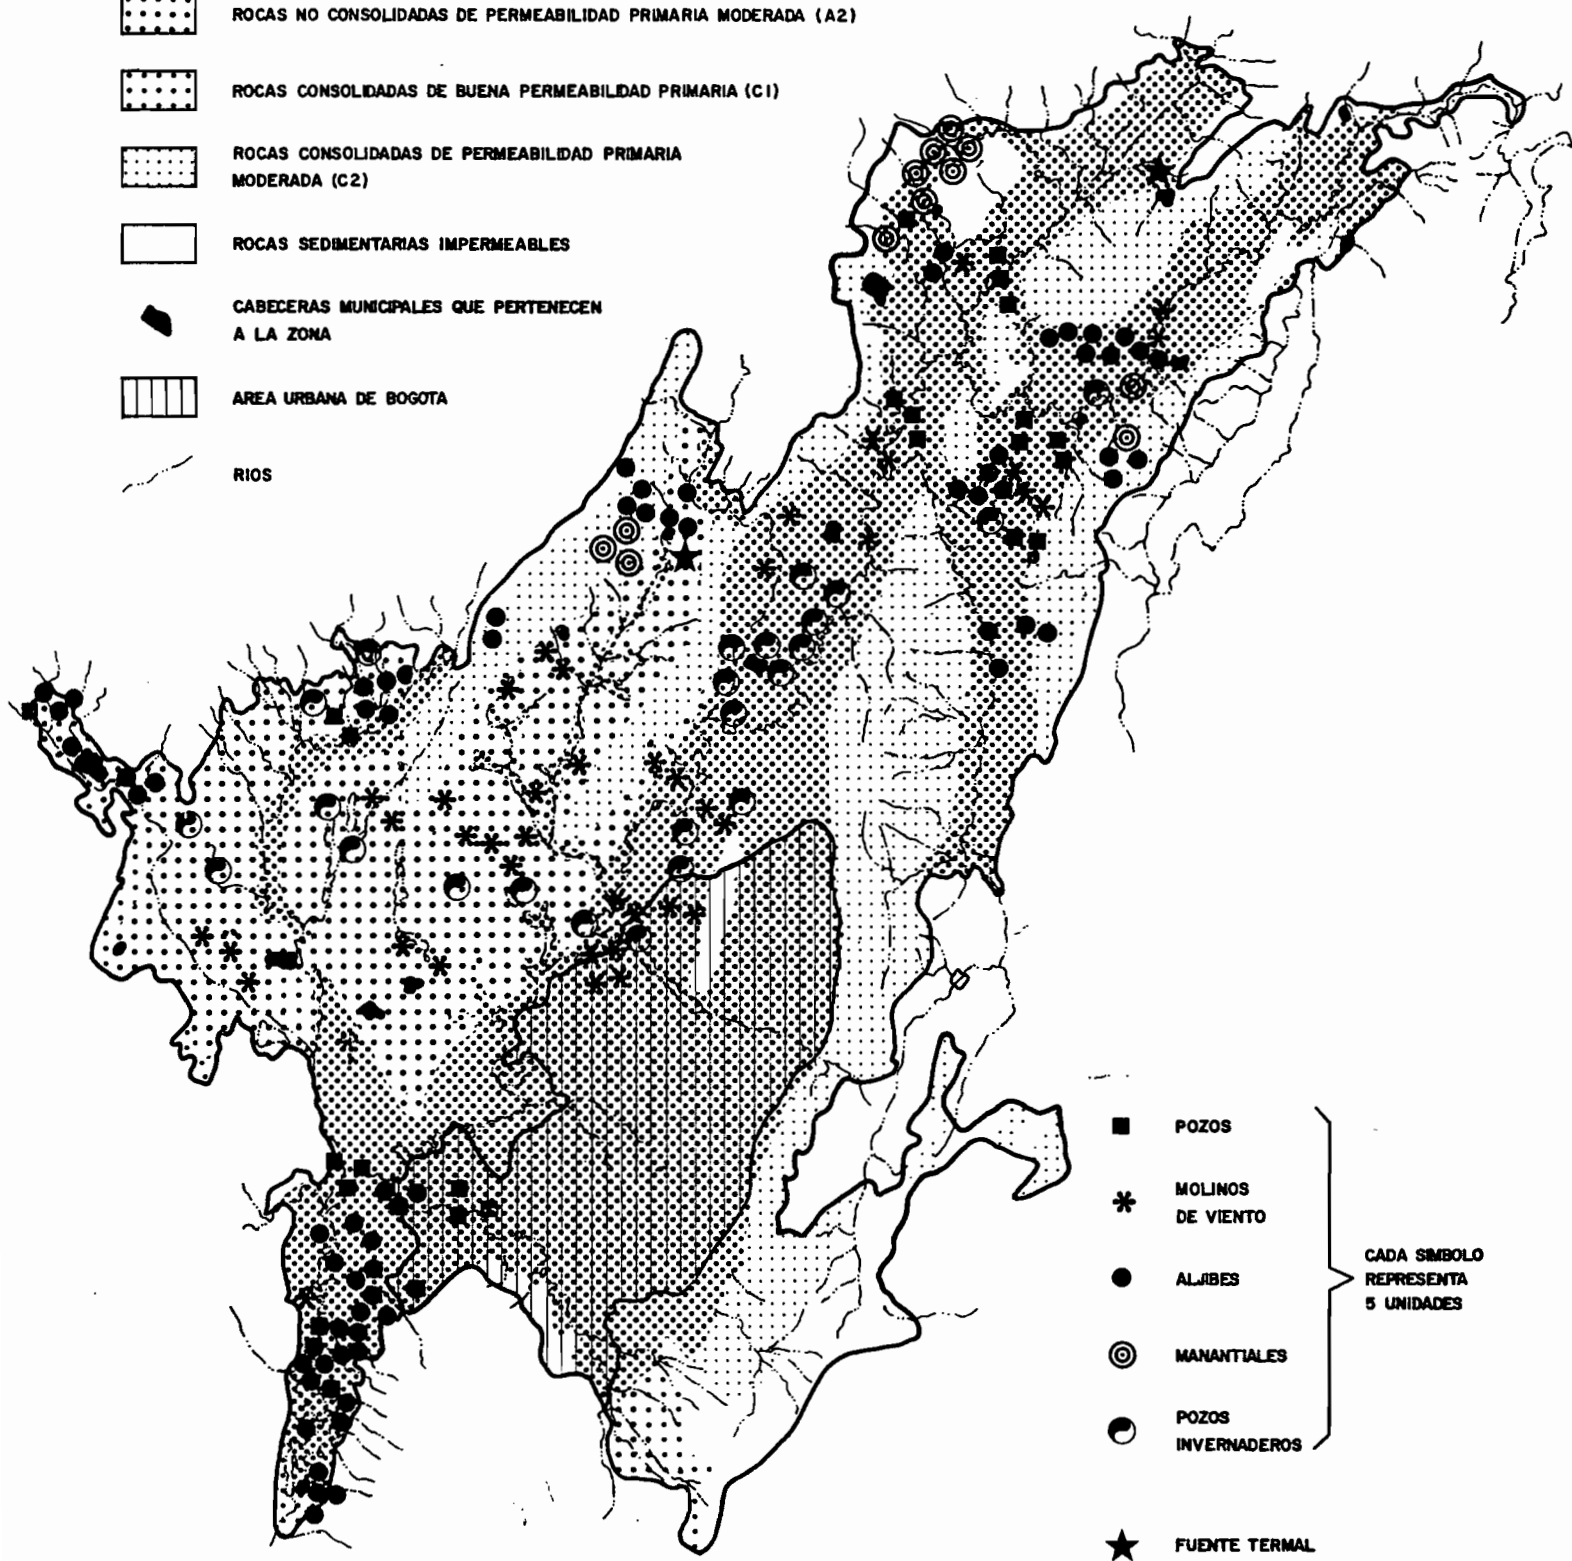 ROCAS NO CONSOLIDADAS DE PERMEABILIDAD PRIMARIA MODERADA (A2)
ROCAS CONSOLIDADAS DE BUENA PERMEABILIDAD PRIMARIA (C1)
ROCAS CONSOLIDADAS DE PERMEABILIDAD PRIMARIA
MODERADA (C2)
ROCAS SEDIMENTARIAS IMPERMEABLES
CABECERAS MUNICIPALES QUE PERTENECEN
A LA ZONA
AREA URBANA DE BOGOTA
RIOS
POZOS
MOLINOS
DE VIENTO
ALJIBES
MANANTIALES
POZOS
INVERNADEROS
CADA SIMBOLO
REPRESENTA
5 UNIDADES
FUENTE TERMAL